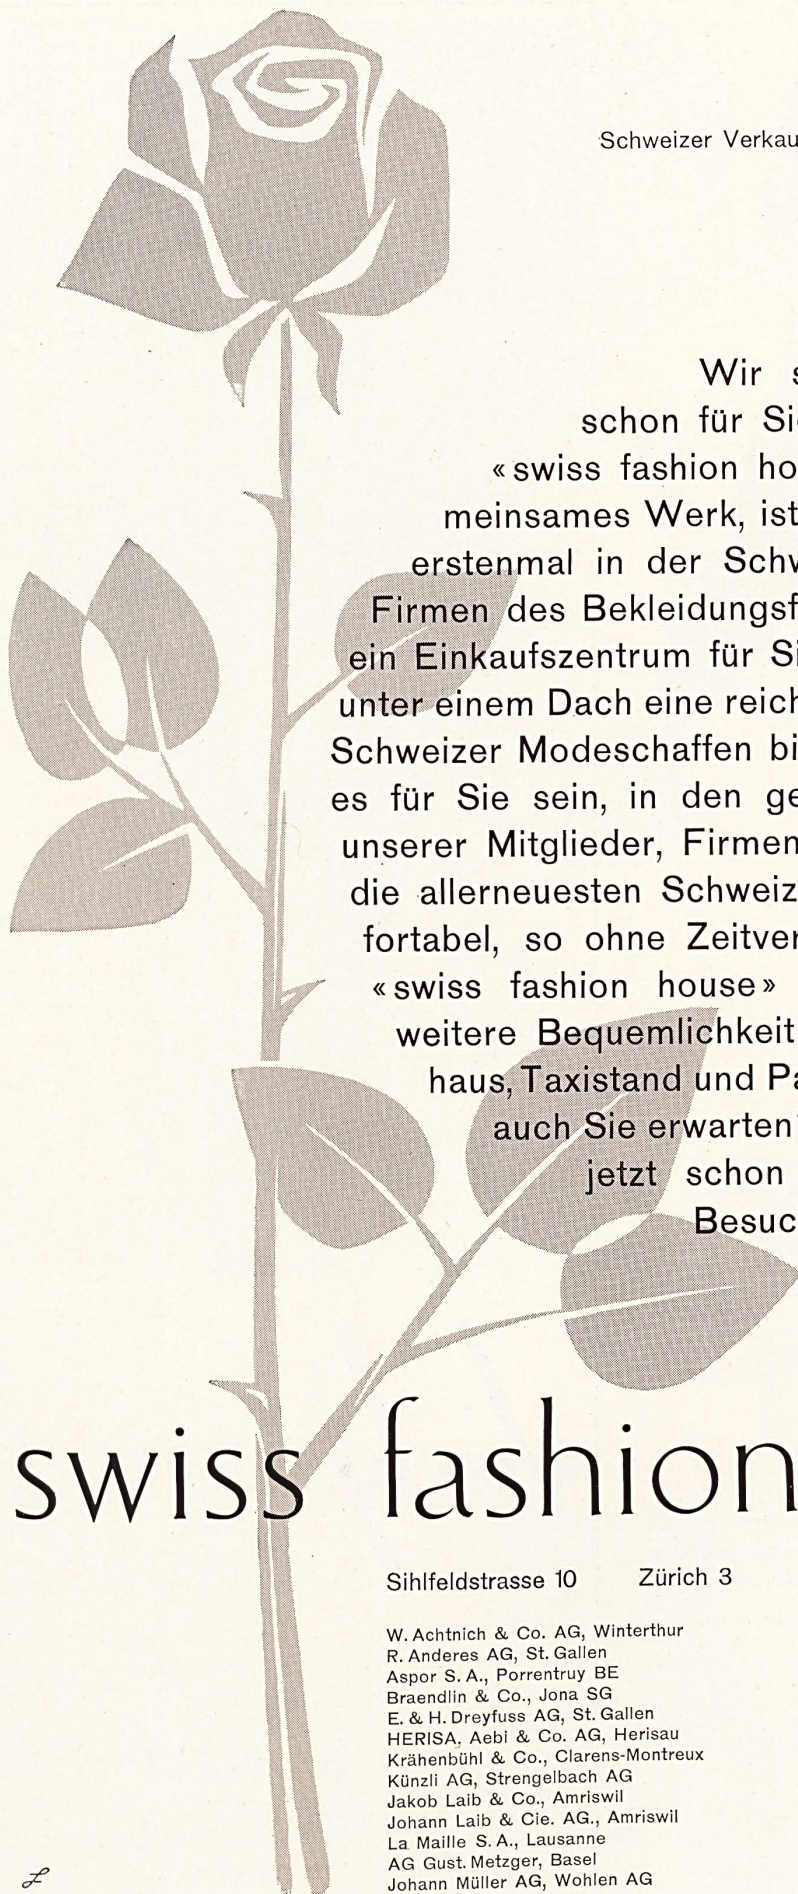 Schweizer Verkau
Wir s
schon für Sie
«swiss fashion ho
meinsames Werk, ist
erstenmal in der Schw
Firmen des Bekleidungsf
ein Einkaufszentrum für Si
unter einem Dach eine reich
Schweizer Modeschaffen bi
es für Sie sein, in den ge
unserer Mitglieder, Firmen
die allerneuesten Schweiz
fortabel, so ohne Zeitver
«swiss fashion house»
weitere Bequemlichkeit
haus, Taxistand und Pa
auch Sie erwarten
jetzt schon
Besuc
swiss fashion
Sihlfeldstrasse 10 Zürich 3
W. Achtnich & Co. AG, Winterthur
R. Anderes AG, St. Gallen
Aspor S. A., Porrentruy BE
Braendlin & Co., Jona SG
E. & H. Dreyfuss AG, St. Gallen
HERISA, Aebi & Co. AG, Herisau
Krähenbühl & Co., Clarens-Montreux
Künzli AG, Strengelbach AG
Jakob Laib & Co., Amriswil
Johann Laib & Cie. AG., Amriswil
La Maille S. A., Lausanne
AG Gust. Metzger, Basel
Johann Müller AG, Wohlen AG